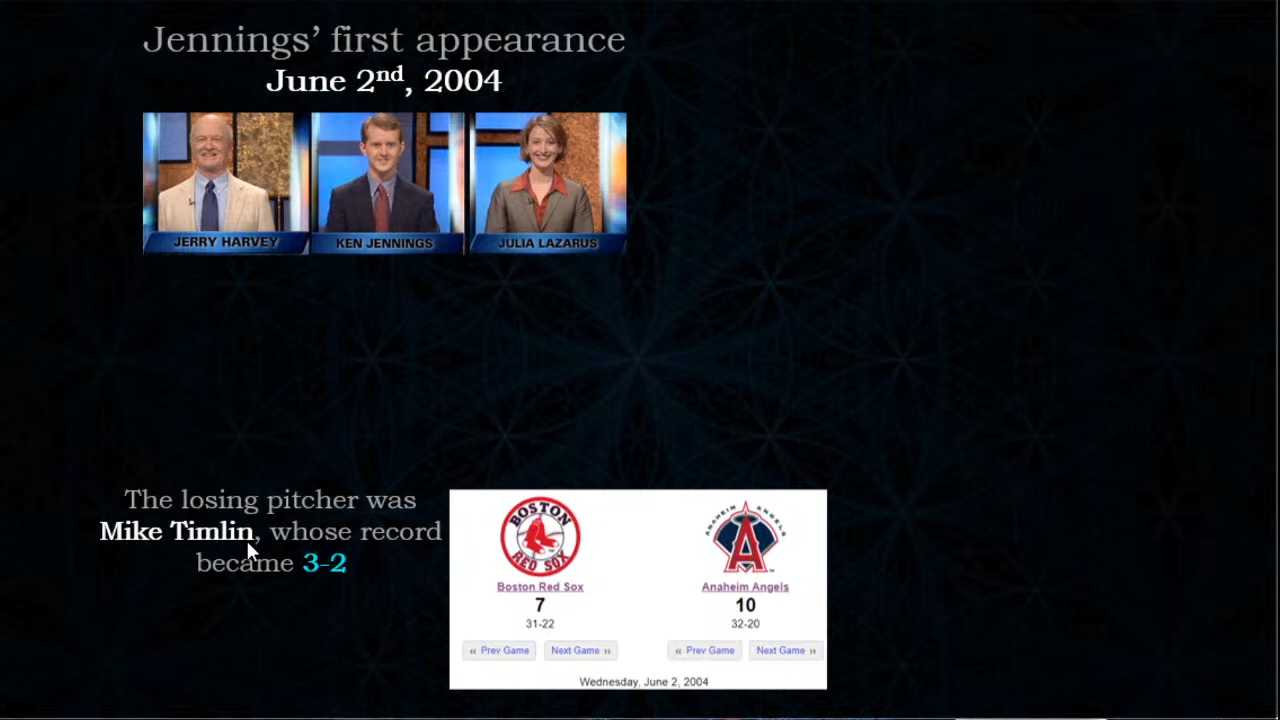 Jennings' first appearance
June 2nd, 2004
JERRY HARVEY
KEN JENNINGS
JULIA LAZARUS
The losing pitcher was
Mike Timlin, whose record
became 3-2
BOSTON
RED SOX
Boston Red Sox
7
31-22
‹‹ Prev Game
Next Game ››
ANAHEIM ANGELS
A
Anaheim Angels
10
32-20
‹‹ Prev Game
Next Game ››
Wednesday, June 2, 2004